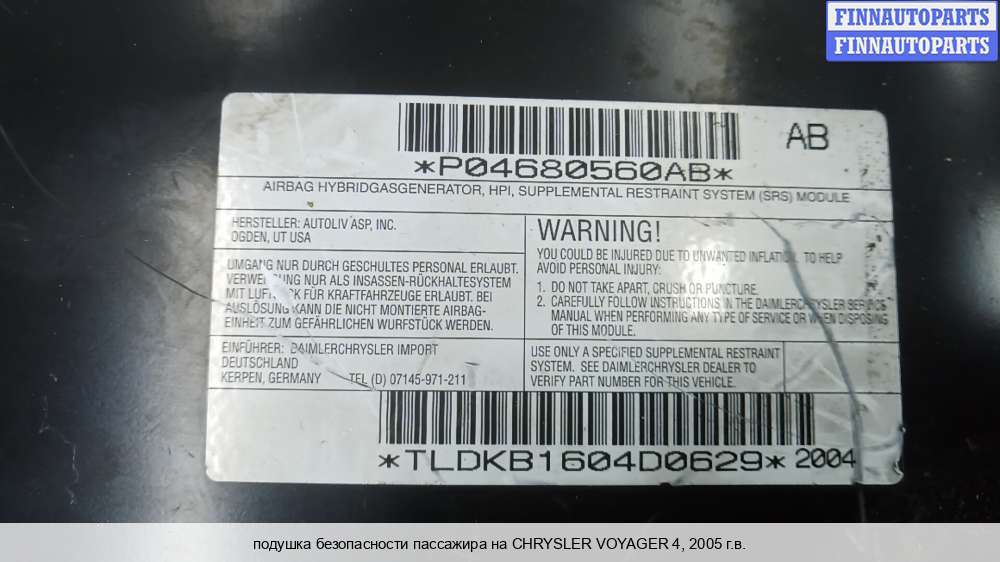 FINNAUTOPARTS
FINNAUTOPARTS
AB
*P04680560AB*
AIRBAG HYBRIDGASGENERATOR, HPI, SUPPLEMENTAL RESTRAINT SYSTEM (SRS) MODULE
HERSTELLER: AUTOLIV ASP, INC.
OGDEN, UT USA
UMGANG NUR DURCH GESCHULTES PERSONAL ERLAUBT.
VERWENDUNG NUR ALS INSASSEN-RÜCKHALTESYSTEM
MIT LUFTSACK FÜR KRAFTFAHRZEUGE ERLAUBT. BEI
AUSLÖSUNG KANN DIE NICHT MONTIERTE AIRBAG-
EINHEIT ZUM GEFÄHRLICHEN WURFSTÜCK WERDEN.
EINFÜHRER: DAIMLERCHRYSLER IMPORT
DEUTSCHLAND
KERPEN, GERMANY TEL (D) 07145-971-211
WARNING!
YOU COULD BE INJURED DUE TO UNWANTED INFLATION. TO HELP
AVOID PERSONAL INJURY:
1. DO NOT TAKE APART, CRUSH OR PUNCTURE.
2. CAREFULLY FOLLOW INSTRUCTIONS IN THE DAIMLERCHRYSLER SERVICE
MANUAL WHEN PERFORMING ANY TYPE OF SERVICE OR WHEN DISPOSING
OF THIS MODULE.
USE ONLY A SPECIFIED SUPPLEMENTAL RESTRAINT
SYSTEM. SEE DAIMLERCHRYSLER DEALER TO
VERIFY PART NUMBER FOR THIS VEHICLE.
*TLDKB1604D0629* 2004
подушка безопасности пассажира на CHRYSLER VOYAGER 4, 2005 г.в.